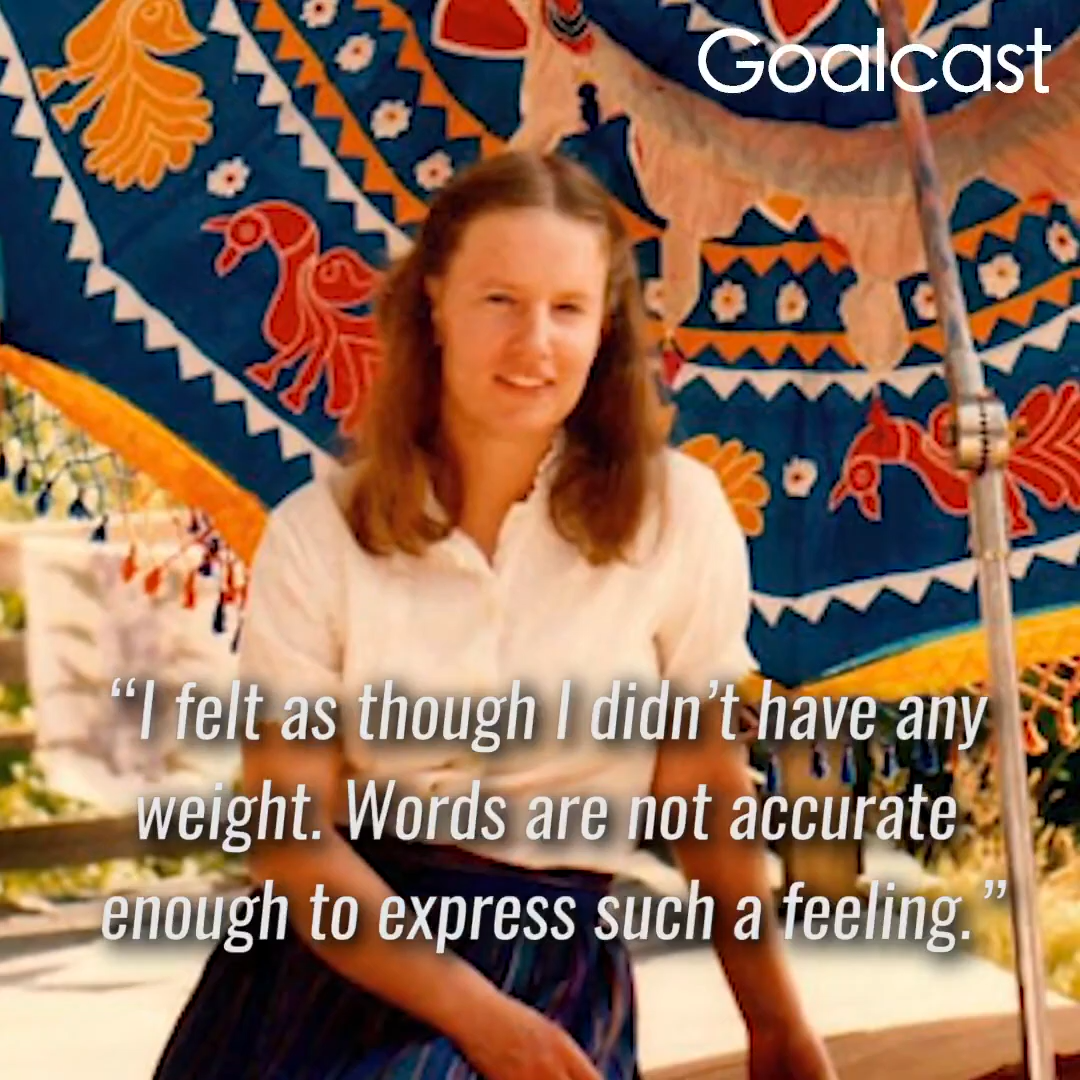 Goalcast
“I felt as though I didn’t have any
weight. Words are not accurate
enough to express such a feeling.”